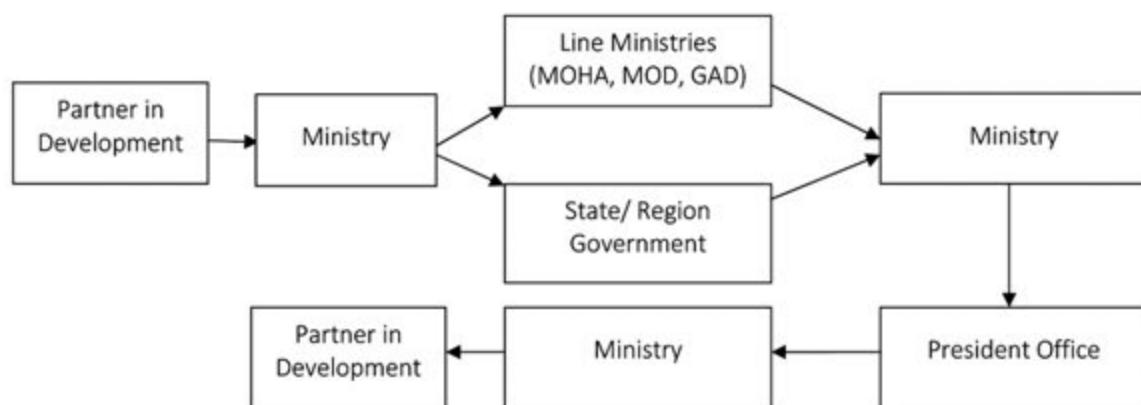 Partner in
Development
Ministry
Line Ministries
(MOHA, MOD, GAD)
State/ Region
Government
Ministry
President Office
Ministry
Partner in
Development